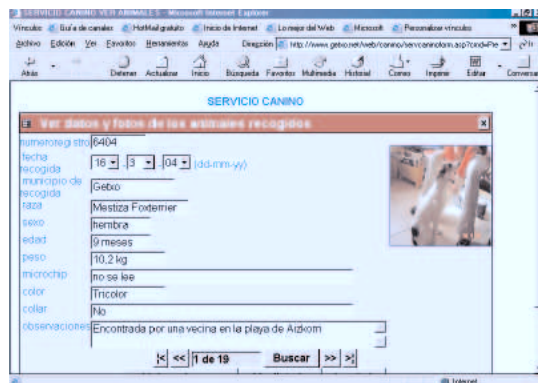 SERVICIO CANINO VER ANIMALES - Microsoft Internet Explorer
Vínculos Guía de canales HotMail gratuito Inicio de Internet Lo mejor del Web Microsoft Personalizar vínculos
Archivo Edición Ver Favoritos Herramientas Ayuda Dirección
Atrás Detener Actualizar Inicio Búsqueda Favoritos Multimedia Historial Correo Imprimir Editar
SERVICIO CANINO
Ver datos y fotos de los animales recogidos
numeroregistro 6404
fecha recogida 16 . 3 . 04 (dd-mm-yy)
municipio de recogida Getxo
raza Mestiza Foxterrier
sexo hembra
edad 9 meses
peso 10,2 kg
microchip no se lee
color Tricolor
collar No
observaciones Encontrada por una vecina en la playa de Aizkorri
|< << 1 de 19 Buscar >> >|
Internet